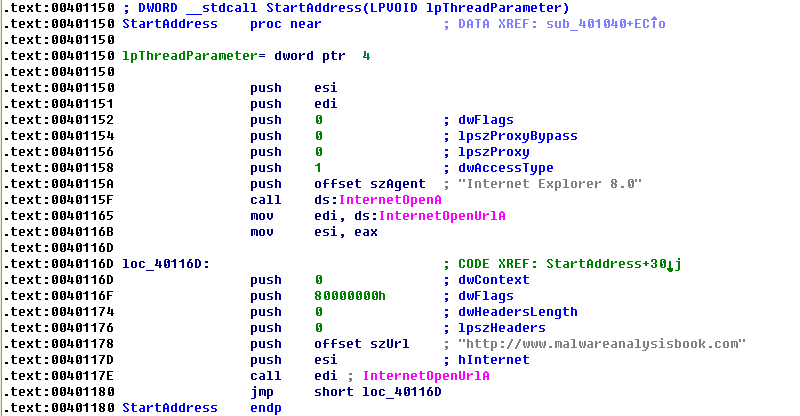 .text:00401150 ; DWORD __stdcall StartAddress(LPVOID lpThreadParameter)
.text:00401150 StartAddress    proc near               ; DATA XREF: sub_401040+EC↑o
.text:00401150
.text:00401150 lpThreadParameter= dword ptr  4
.text:00401150
.text:00401150                 push    esi
.text:00401151                 push    edi
.text:00401152                 push    0               ; dwFlags
.text:00401154                 push    0               ; lpszProxyBypass
.text:00401156                 push    0               ; lpszProxy
.text:00401158                 push    1               ; dwAccessType
.text:0040115A                 push    offset szAgent  ; "Internet Explorer 8.0"
.text:0040115F                 call    ds:InternetOpenA
.text:00401165                 mov     edi, ds:InternetOpenUrlA
.text:0040116B                 mov     esi, eax
.text:0040116D
.text:0040116D loc_40116D:                             ; CODE XREF: StartAddress+30↓j
.text:0040116D                 push    0               ; dwContext
.text:0040116F                 push    80000000h       ; dwFlags
.text:00401174                 push    0               ; dwHeadersLength
.text:00401176                 push    0               ; lpszHeaders
.text:00401178                 push    offset szUrl    ; "http://www.malwareanalysisbook.com"
.text:0040117D                 push    esi             ; hInternet
.text:0040117E                 call    edi ; InternetOpenUrlA
.text:00401180                 jmp     short loc_40116D
.text:00401180 StartAddress    endp